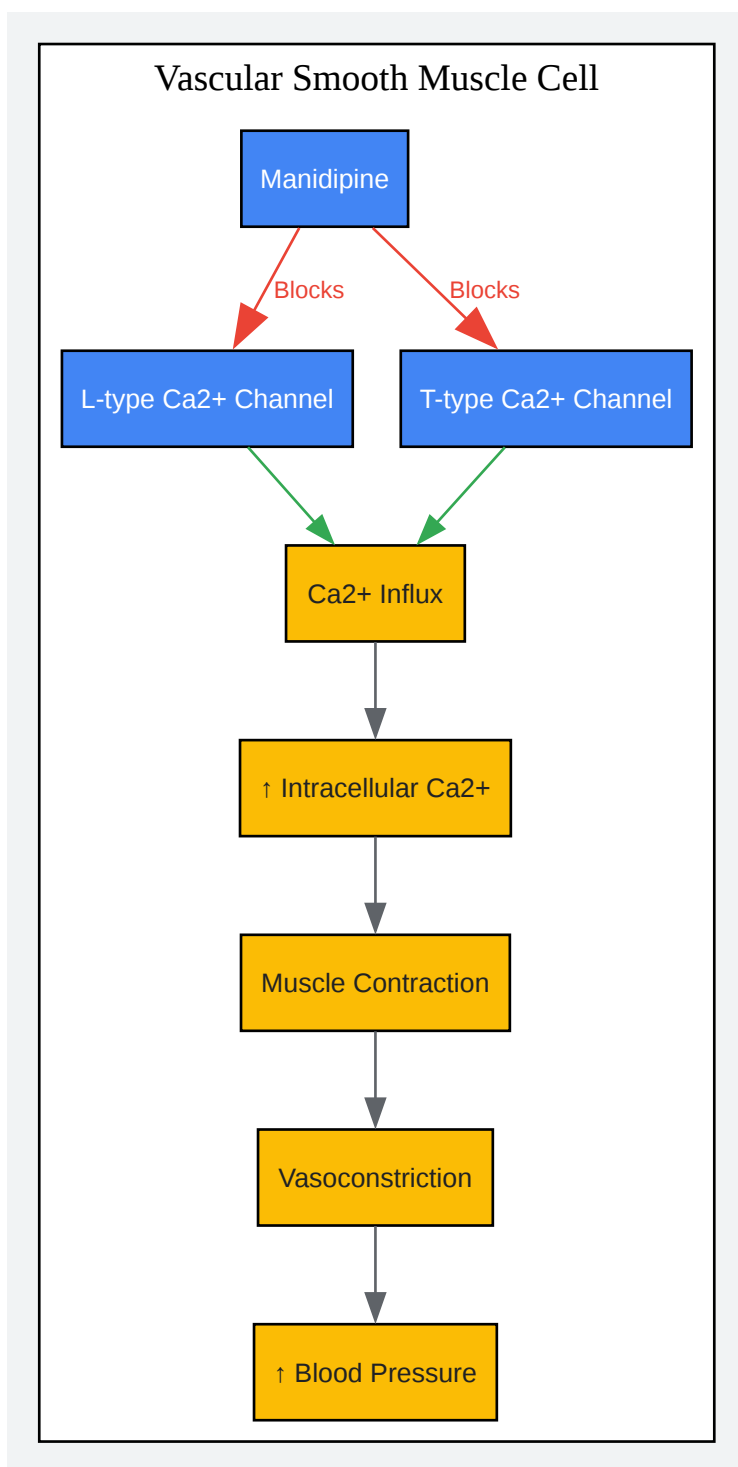 Vascular Smooth Muscle Cell
Manidipine
Blocks
Blocks
L-type Ca2+ Channel
T-type Ca2+ Channel
Ca2+ Influx
↑ Intracellular Ca2+
Muscle Contraction
Vasoconstriction
↑ Blood Pressure